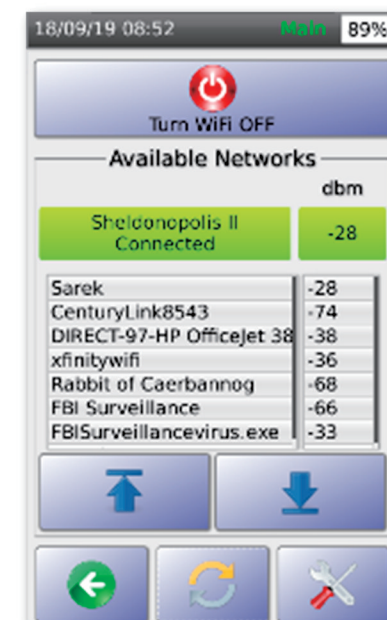 18/09/19 08:52 Main 89%
Turn WiFi OFF
Available Networks
dbm
Sheldonopolis II
Connected
-28
Sarek -28
CenturyLink8543 -74
DIRECT-97-HP OfficeJet 38 -38
xfinitywifi -36
Rabbit of Caerbannog -68
FBI Surveillance -66
FBISurveillancevirus.exe -33